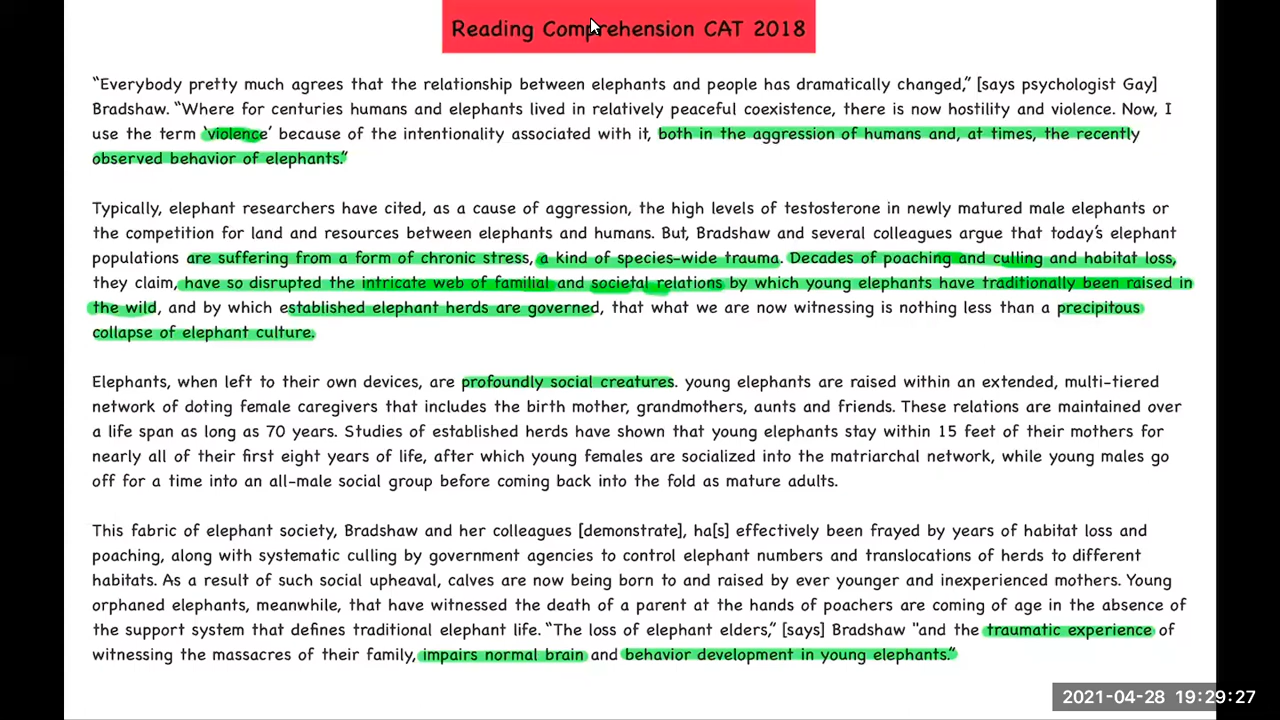 Reading Comprehension CAT 2018
“Everybody pretty much agrees that the relationship between elephants and people has dramatically changed,” [says psychologist Gay]
Bradshaw. “Where for centuries humans and elephants lived in relatively peaceful coexistence, there is now hostility and violence. Now, I
use the term ‘violence’ because of the intentionality associated with it, both in the aggression of humans and, at times, the recently
observed behavior of elephants.”
Typically, elephant researchers have cited, as a cause of aggression, the high levels of testosterone in newly matured male elephants or
the competition for land and resources between elephants and humans. But, Bradshaw and several colleagues argue that today’s elephant
populations are suffering from a form of chronic stress, a kind of species-wide trauma. Decades of poaching and culling and habitat loss,
they claim, have so disrupted the intricate web of familial and societal relations by which young elephants have traditionally been raised in
the wild, and by which established elephant herds are governed, that what we are now witnessing is nothing less than a precipitous
collapse of elephant culture.
Elephants, when left to their own devices, are profoundly social creatures. young elephants are raised within an extended, multi-tiered
network of doting female caregivers that includes the birth mother, grandmothers, aunts and friends. These relations are maintained over
a life span as long as 70 years. Studies of established herds have shown that young elephants stay within 15 feet of their mothers for
nearly all of their first eight years of life, after which young females are socialized into the matriarchal network, while young males go
off for a time into an all-male social group before coming back into the fold as mature adults.
This fabric of elephant society, Bradshaw and her colleagues [demonstrate], ha[s] effectively been frayed by years of habitat loss and
poaching, along with systematic culling by government agencies to control elephant numbers and translocations of herds to different
habitats. As a result of such social upheaval, calves are now being born to and raised by ever younger and inexperienced mothers. Young
orphaned elephants, meanwhile, that have witnessed the death of a parent at the hands of poachers are coming of age in the absence of
the support system that defines traditional elephant life. “The loss of elephant elders,” [says] Bradshaw "and the traumatic experience of
witnessing the massacres of their family, impairs normal brain and behavior development in young elephants.”
2021-04-28 19:29:27